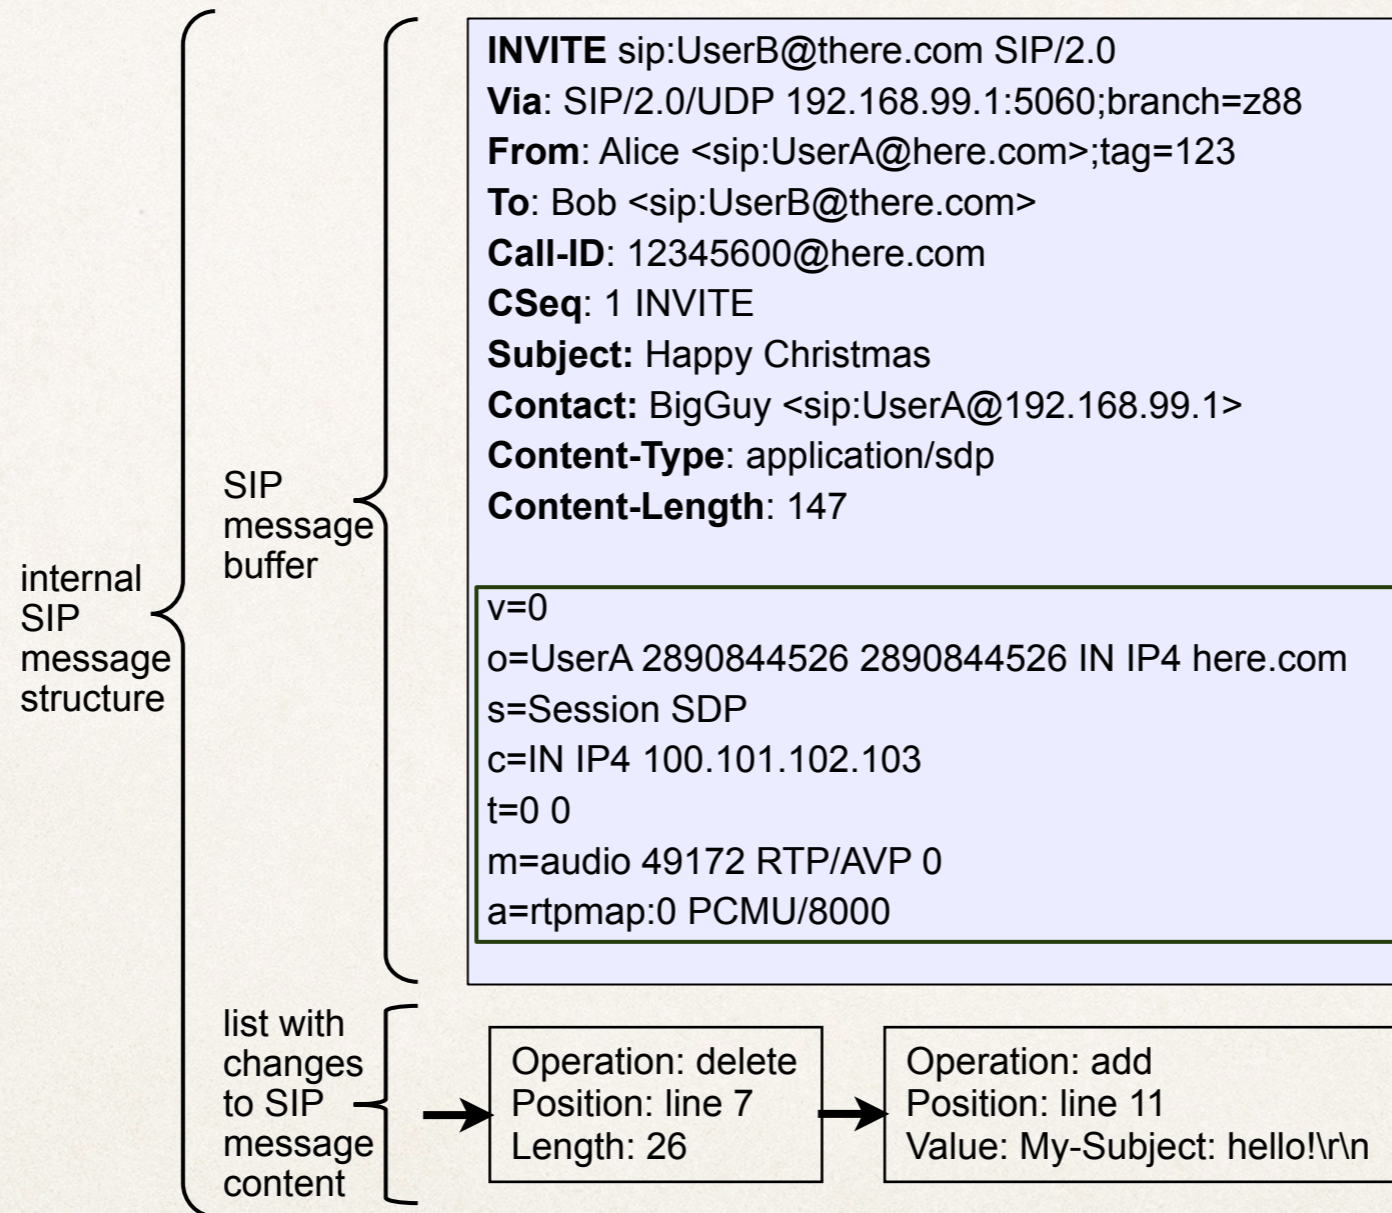 INVITE sip:UserB@there.com SIP/2.0
Via: SIP/2.0/UDP 192.168.99.1:5060;branch=z88
From: Alice <sip:UserA@here.com>;tag=123
To: Bob <sip:UserB@there.com>
Call-ID: 12345600@here.com
CSeq: 1 INVITE
Subject: Happy Christmas
Contact: BigGuy <sip:UserA@192.168.99.1>
Content-Type: application/sdp
Content-Length: 147
v=0
o=UserA 2890844526 2890844526 IN IP4 here.com
s=Session SDP
c=IN IP4 100.101.102.103
t=0 0
m=audio 49172 RTP/AVP 0
a=rtpmap:0 PCMU/8000
SIP
message
buffer
internal
SIP
message
structure
list with
changes
to SIP
message
content
Operation: delete
Position: line 7
Length: 26
Operation: add
Position: line 11
Value: My-Subject: hello!\r\n